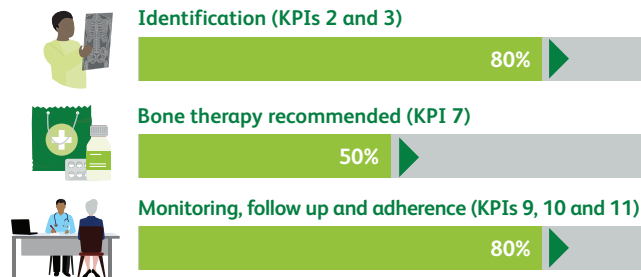 Identification (KPIs 2 and 3)
80%
Bone therapy recommended (KPI 7)
50%
Monitoring, follow up and adherence (KPIs 9, 10 and 11)
80%